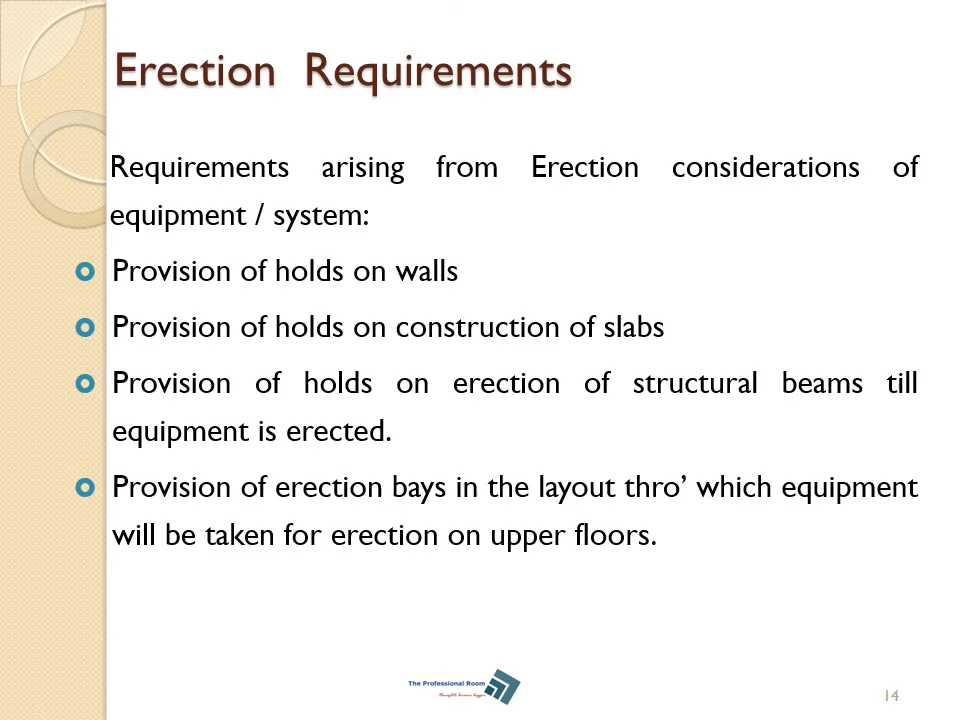 Erection Requirements
Requirements arising from Erection considerations of
equipment / system:
Provision of holds on walls
Provision of holds on construction of slabs
Provision of holds on erection of structural beams till
equipment is erected.
Provision of erection bays in the layout thro’ which equipment
will be taken for erection on upper floors.
The Professional Room
14